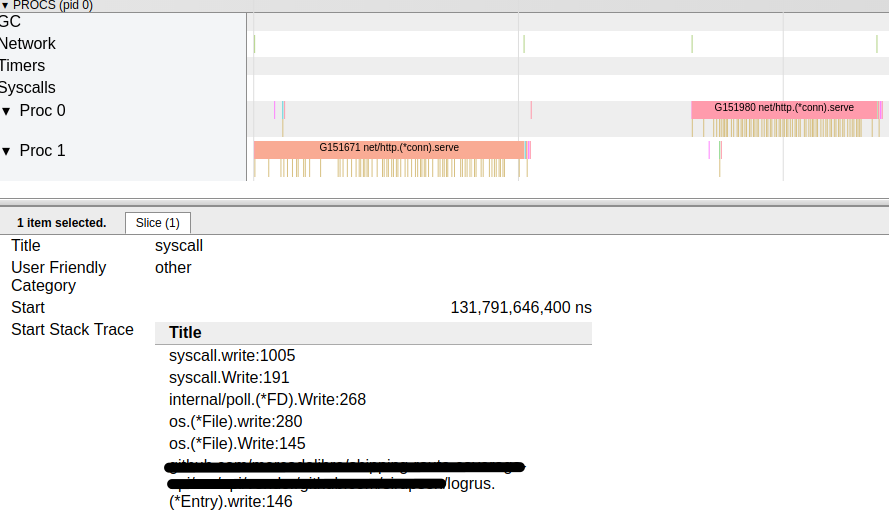 ▼ PROCS (pid 0)
GC
Network
Timers
Syscalls
▼ Proc 0
G151980 net/http.(*conn).serve
▼ Proc 1
G151671 net/http.(*conn).serve
1 item selected.
Slice (1)
Title syscall
User Friendly Category other
Start 131,791,646,400 ns
Start Stack Trace
Title
syscall.write:1005
syscall.Write:191
internal/poll.(*FD).Write:268
os.(*File).write:280
os.(*File).Write:145
/logrus.
(*Entry).write:146